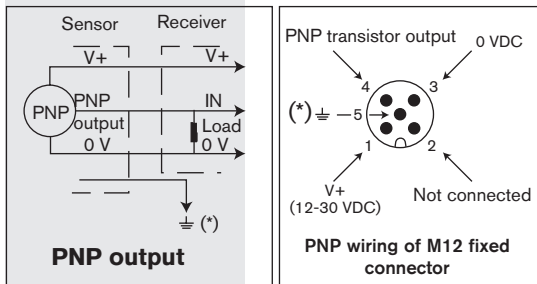 Sensor Receiver
V+ V+
PNP
PNP
output
IN
Load
0 V 0 V
(*)
PNP output
PNP transistor output
0 VDC
4 3
(*) 5
1 2
V+
(12-30 VDC)
Not connected
PNP wiring of M12 fixed
connector